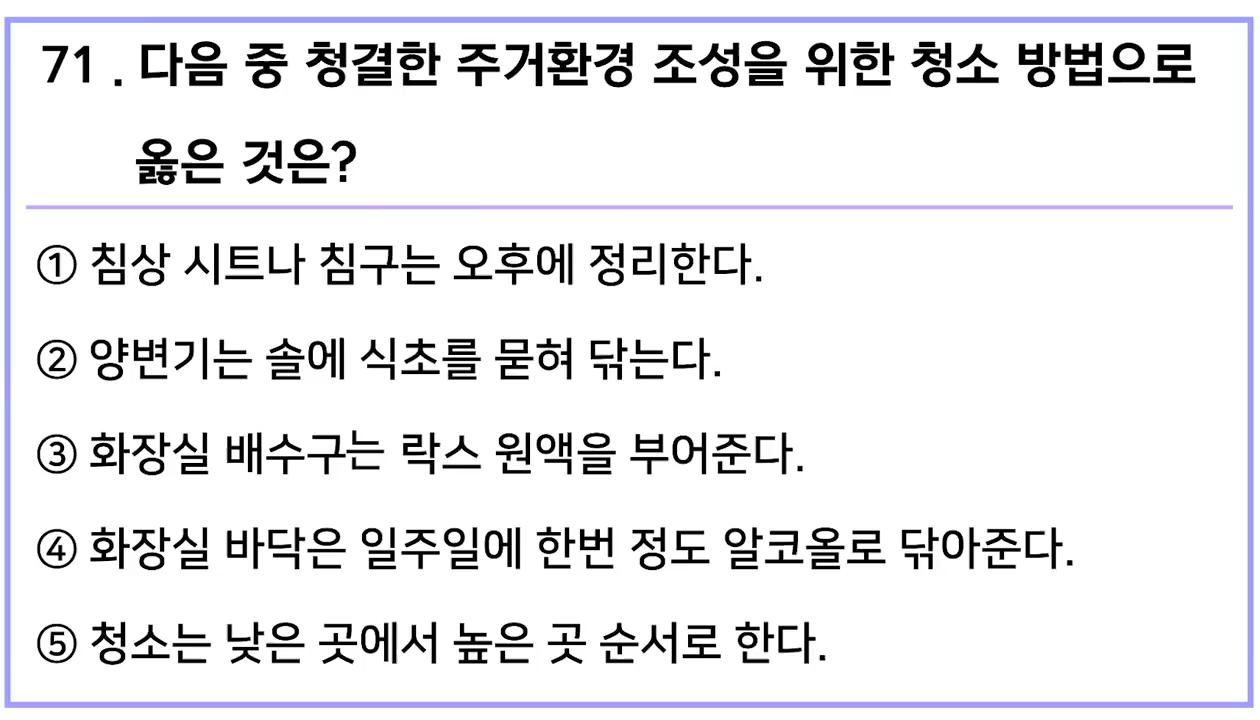 71 . 다음 중 청결한 주거환경 조성을 위한 청소 방법으로
옳은 것은?
① 침상 시트나 침구는 오후에 정리한다.
② 양변기는 솔에 식초를 묻혀 닦는다.
③ 화장실 배수구는 락스 원액을 부어준다.
④ 화장실 바닥은 일주일에 한번 정도 알코올로 닦아준다.
⑤ 청소는 낮은 곳에서 높은 곳 순서로 한다.